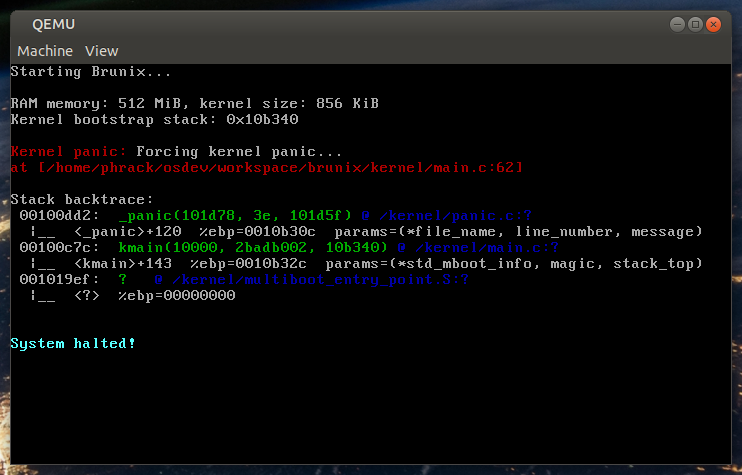 QEMU
Machine View
Starting Brunix...
RAM memory: 512 MiB, kernel size: 856 KiB
Kernel bootstrap stack: 0x10b340
Kernel panic: Forcing kernel panic...
at [/home/phrack/osdev/workspace/brunix/kernel/main.c:62]
Stack backtrace:
00100dd2: _panic(101d78, 3e, 101d5f) @ /kernel/panic.c:?
|__ <_panic>+120 %ebp=0010b30c params=(*file_name, line_number, message)
00100c7c: kmain(10000, 2badb002, 10b340) @ /kernel/main.c:?
|__ <kmain>+143 %ebp=0010b32c params=(*std_mboot_info, magic, stack_top)
001019ef: ? @ /kernel/multiboot_entry_point.S:?
|__ <?> %ebp=00000000
System halted!